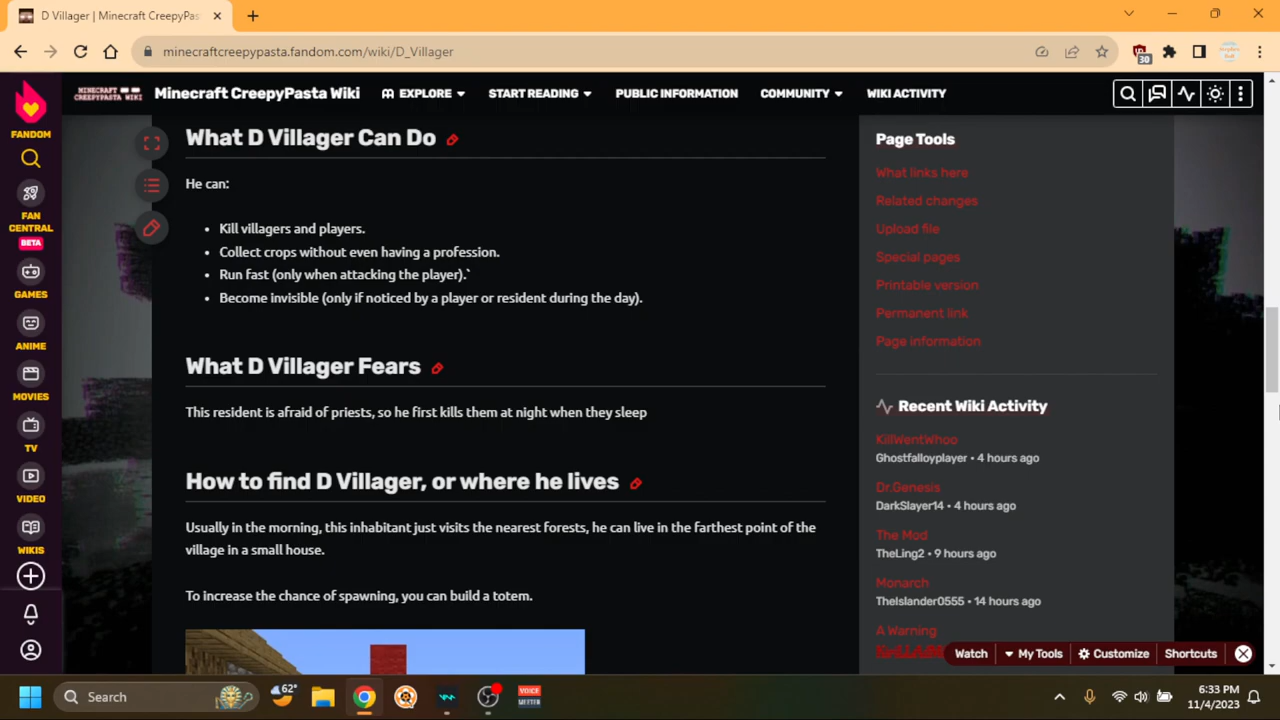 D Villager | Minecraft CreepyPas
minecraftcreepypasta.fandom.com/wiki/D_Villager
30
FANDOM
FAN
CENTRAL
BETA
GAMES
ANIME
MOVIES
TV
VIDEO
WIKIS
MINECRAFT
CREEPYPASTA
Minecraft CreepyPasta Wiki
EXPLORE
START READING
PUBLIC INFORMATION
COMMUNITY
WIKI ACTIVITY
What D Villager Can Do
He can:
Kill villagers and players.
Collect crops without even having a profession.
Run fast (only when attacking the player).`
Become invisible (only if noticed by a player or resident during the day).
What D Villager Fears
This resident is afraid of priests, so he first kills them at night when they sleep
How to find D Villager, or where he lives
Usually in the morning, this inhabitant just visits the nearest forests, he can live in the farthest point of the
village in a small house.
To increase the chance of spawning, you can build a totem.
Page Tools
What links here
Related changes
Upload file
Special pages
Printable version
Permanent link
Page information
Recent Wiki Activity
KillWentWhoo
Ghostfalloyplayer • 4 hours ago
Dr.Genesis
DarkSlayer14 • 4 hours ago
The Mod
TheLing2 • 9 hours ago
Monarch
TheIslander0555 • 14 hours ago
A Warning
Watch
My Tools
Customize
Shortcuts
Search
62°
VOICE
MEETER
6:33 PM
11/4/2023